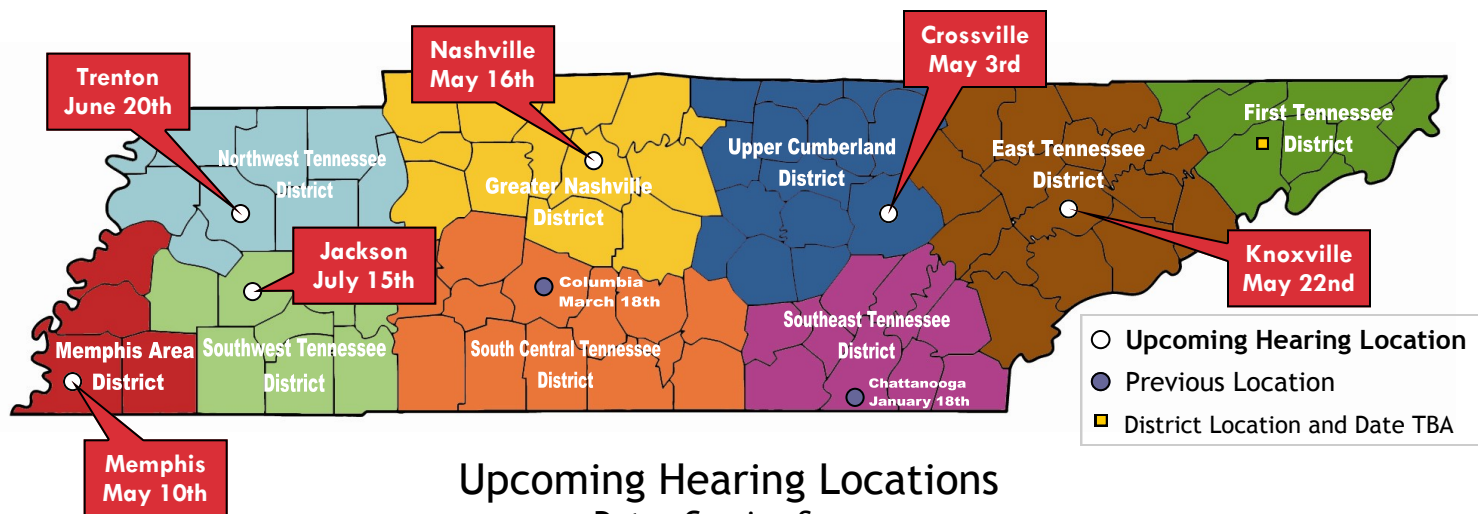 Trenton
June 20th
Nashville
May 16th
Crossville
May 3rd
Northwest Tennessee
District
Greater Nashville
District
Upper Cumberland
District
East Tennessee
District
First Tennessee
District
Jackson
July 15th
Columbia
March 18th
Knoxville
May 22nd
Memphis Area
District
Southwest Tennessee
District
South Central Tennessee
District
Southeast Tennessee
District
Chattanooga
January 18th
Memphis
May 10th
Upcoming Hearing Location
Previous Location
District Location and Date TBA
Upcoming Hearing Locations